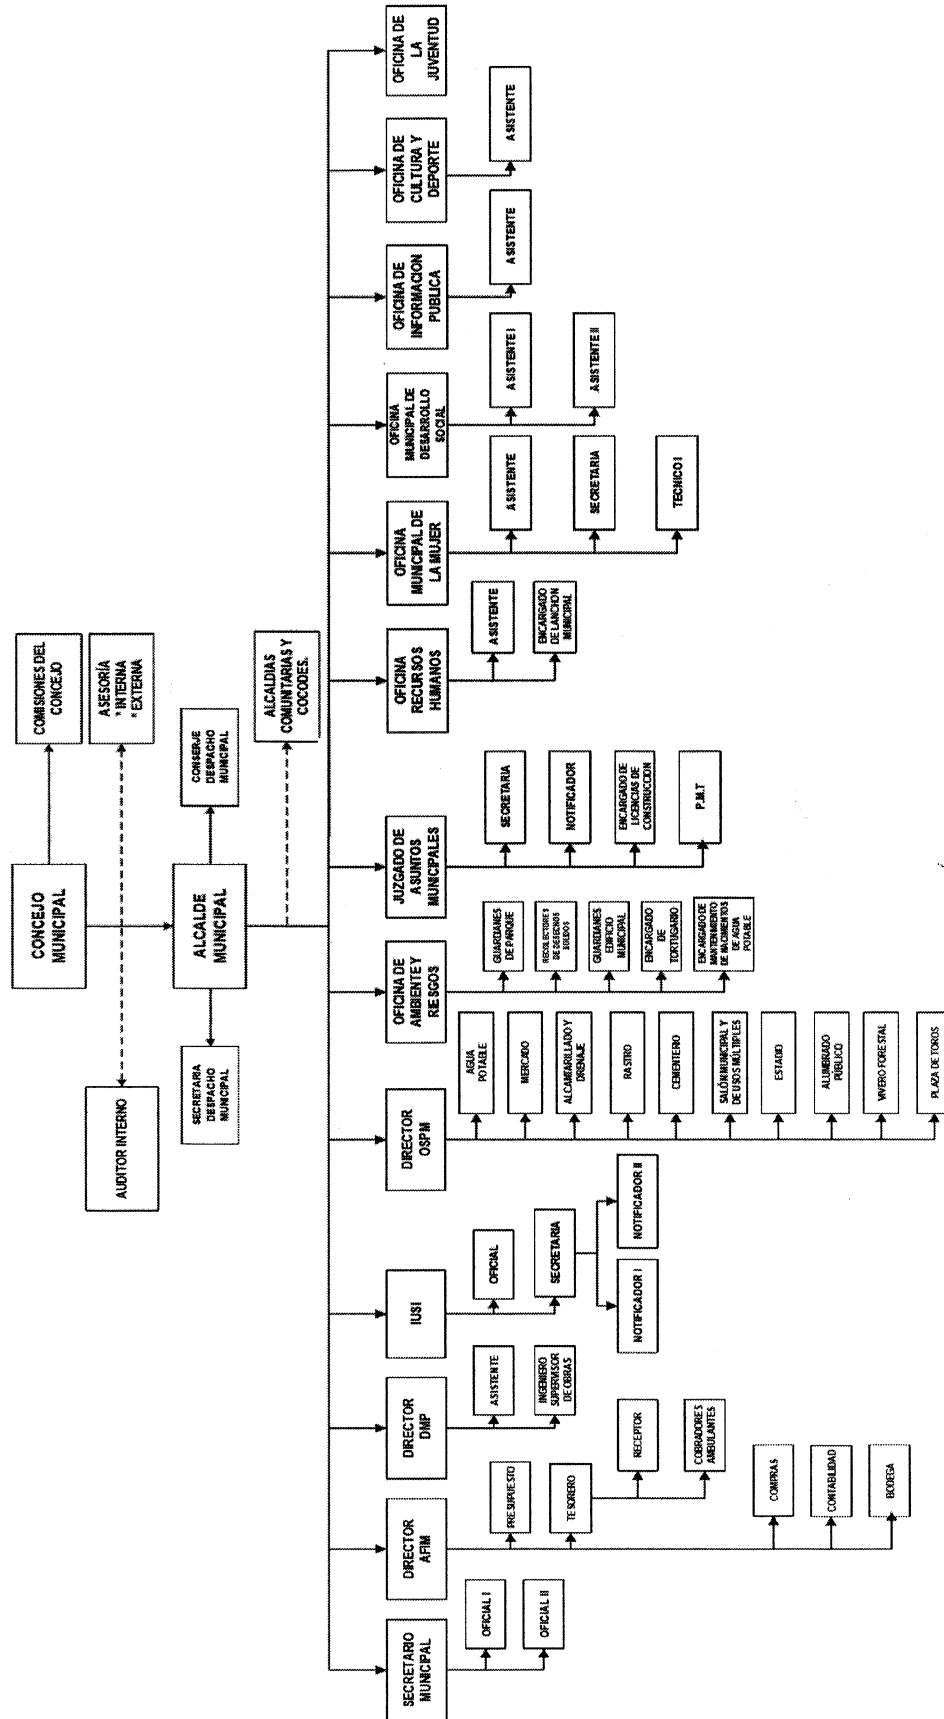 CONCEJO
MUNICIPAL
COMISIONES DEL
CONCEJO
AUDITOR INTERNO
ASESORÍA
* INTERNA
* EXTERNA
SECRETARIA
DESPACHO
MUNICIPAL
ALCALDE
MUNICIPAL
CONSERJE
DESPACHO
MUNICIPAL
ALCALDIAS
COMUNITARIAS Y
COCODES.
SECRETARIO
MUNICIPAL
OFICIAL I
OFICIAL II
DIRECTOR
AFIM
PRESUPUESTO
TESORERO
RECEPTOR
COBRADORES
AMBULANTES
COMPRAS
CONTABILIDAD
BODEGA
DIRECTOR
DMP
ASISTENTE
INGENIERO
SUPERVISOR
DE OBRAS
IUSI
OFICIAL
SECRETARIA
NOTIFICADOR I
NOTIFICADOR II
DIRECTOR
OSPM
AGUA
POTABLE
MERCADO
ALCANTARILLADO Y
DRENAJE
RASTRO
CEMENTERIO
SALÓN MUNICIPAL Y
DE USOS MÚLTIPLES
ESTADIO
ALUMBRADO
PÚBLICO
VIVERO FORESTAL
PLAZA DE TOROS
OFICINA DE
AMBIENTE Y
RIESGOS
GUARDIANES
DE PARQUE
RECOLECTORES
DE DESECHOS
SOLIDOS
GUARDIANES
EDIFICIO
MUNICIPAL
ENCARGADO
DE
TORTUGARIO
ENCARGADO DE
MANTENIMIENTO
DE NACIMIENTOS
DE AGUA
POTABLE
JUZGADO DE
ASUNTOS
MUNICIPALES
SECRETARIA
NOTIFICADOR
ENCARGADO DE
LICENCIAS DE
CONSTRUCCION
P.M.T
OFICINA
RECURSOS
HUMANOS
ASISTENTE
ENCARGADO
DE LANCHON
MUNICIPAL
OFICINA
MUNICIPAL DE
LA MUJER
ASISTENTE
SECRETARIA
TECNICO I
OFICINA
MUNICIPAL DE
DESARROLLO
SOCIAL
ASISTENTE I
ASISTENTE II
OFICINA DE
INFORMACION
PUBLICA
ASISTENTE
OFICINA DE
CULTURA Y
DEPORTE
ASISTENTE
OFICINA DE
LA
JUVENTUD